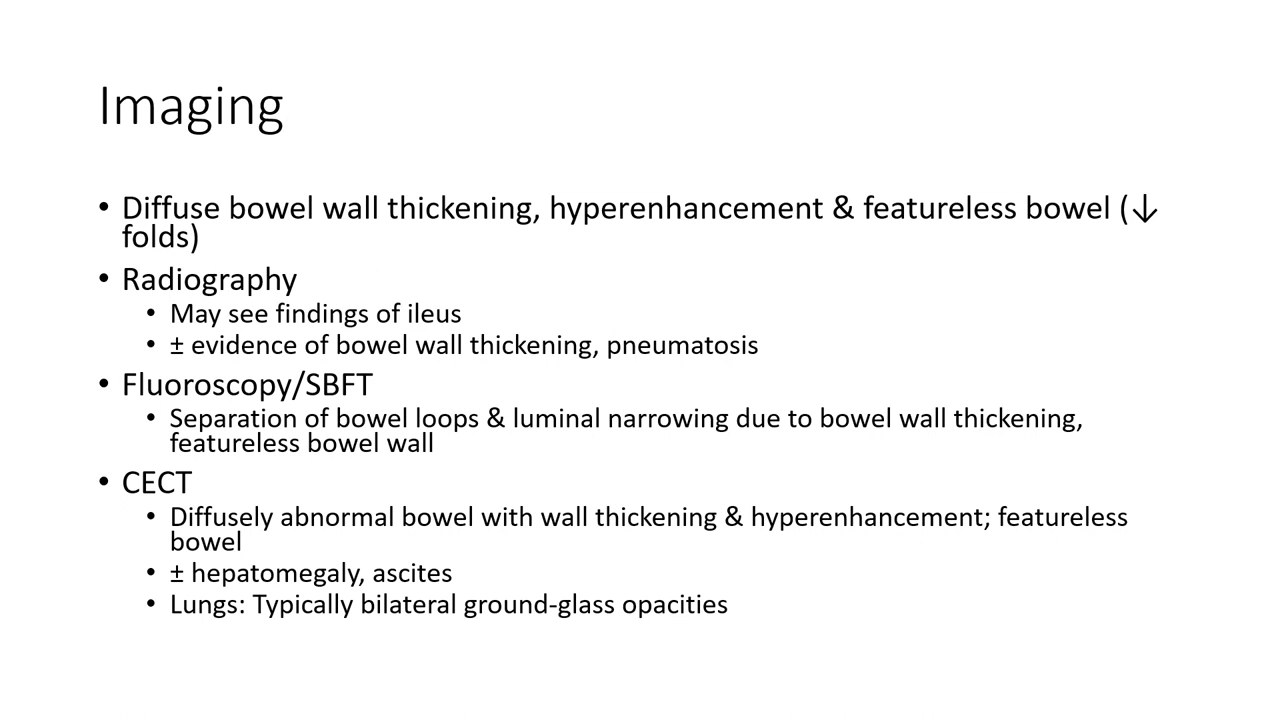 Imaging
• Diffuse bowel wall thickening, hyperenhancement & featureless bowel (↓
folds)
• Radiography
• May see findings of ileus
• ± evidence of bowel wall thickening, pneumatosis
• Fluoroscopy/SBFT
• Separation of bowel loops & luminal narrowing due to bowel wall thickening,
featureless bowel wall
• CECT
• Diffusely abnormal bowel with wall thickening & hyperenhancement; featureless
bowel
• ± hepatomegaly, ascites
• Lungs: Typically bilateral ground-glass opacities